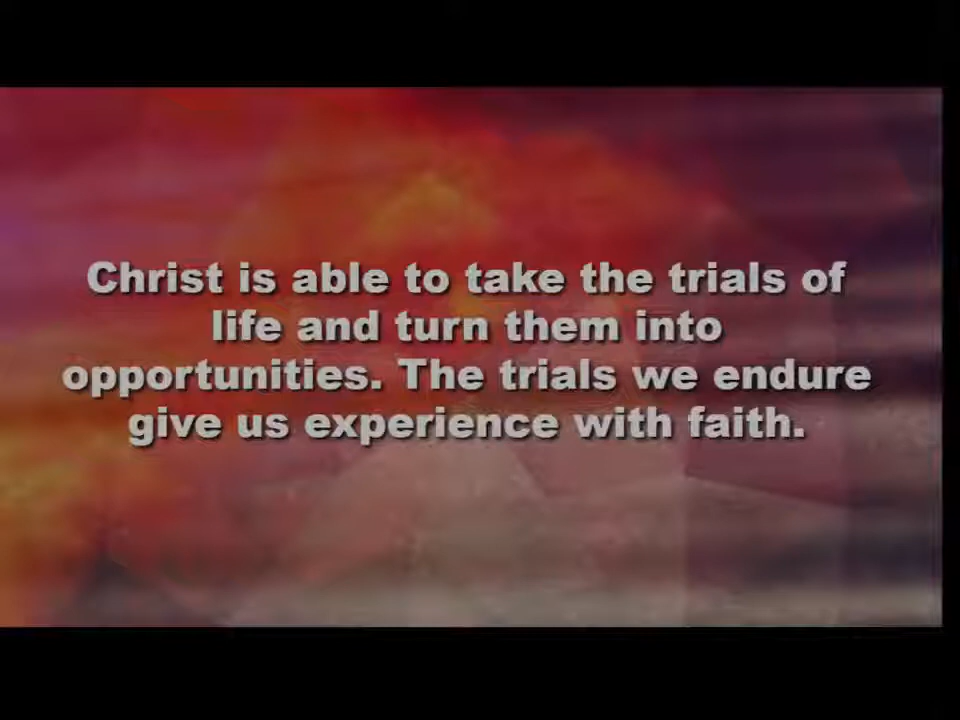 Christ is able to take the trials of
life and turn them into
opportunities. The trials we endure
give us experience with faith.